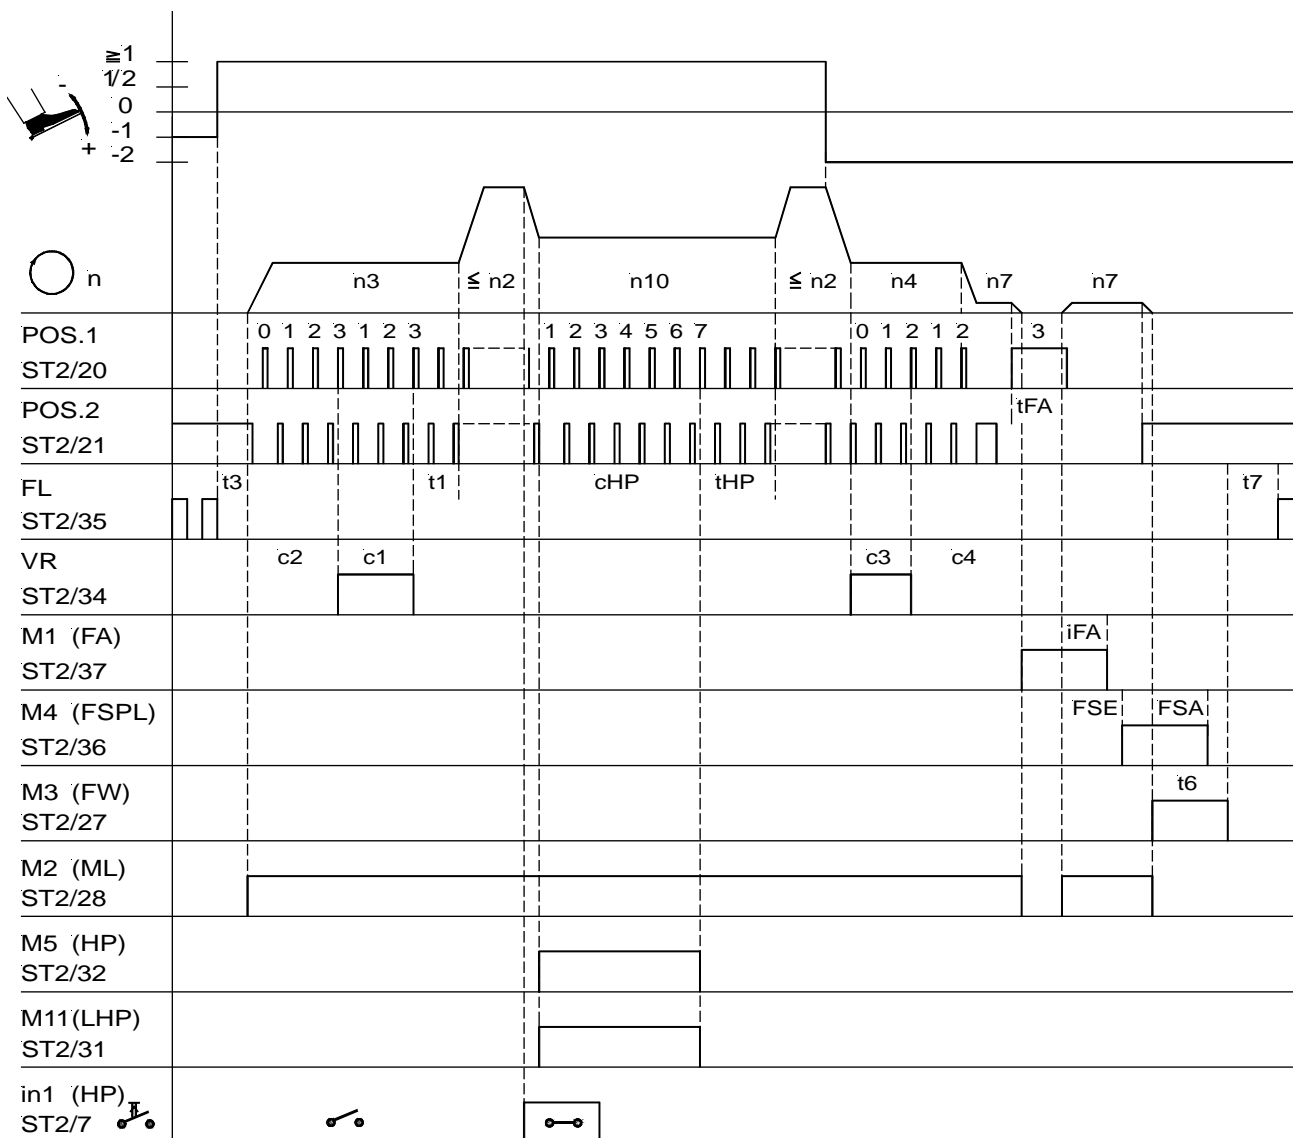 ≧1
1/2
-
0
-1
+
-2
n
n3
≦ n2
n10
≦ n2
n4
n7
n7
POS.1
0 1 2 3 1 2 3
1 2 3 4 5 6 7
0 1 2 1 2
3
ST2/20
POS.2
tFA
ST2/21
FL
t3
t1
cHP
tHP
t7
ST2/35
VR
c2
c1
c3
c4
ST2/34
M1 (FA)
iFA
ST2/37
M4 (FSPL)
FSE
FSA
ST2/36
M3 (FW)
t6
ST2/27
M2 (ML)
ST2/28
M5 (HP)
ST2/32
M11(LHP)
ST2/31
in1 (HP)
ST2/7